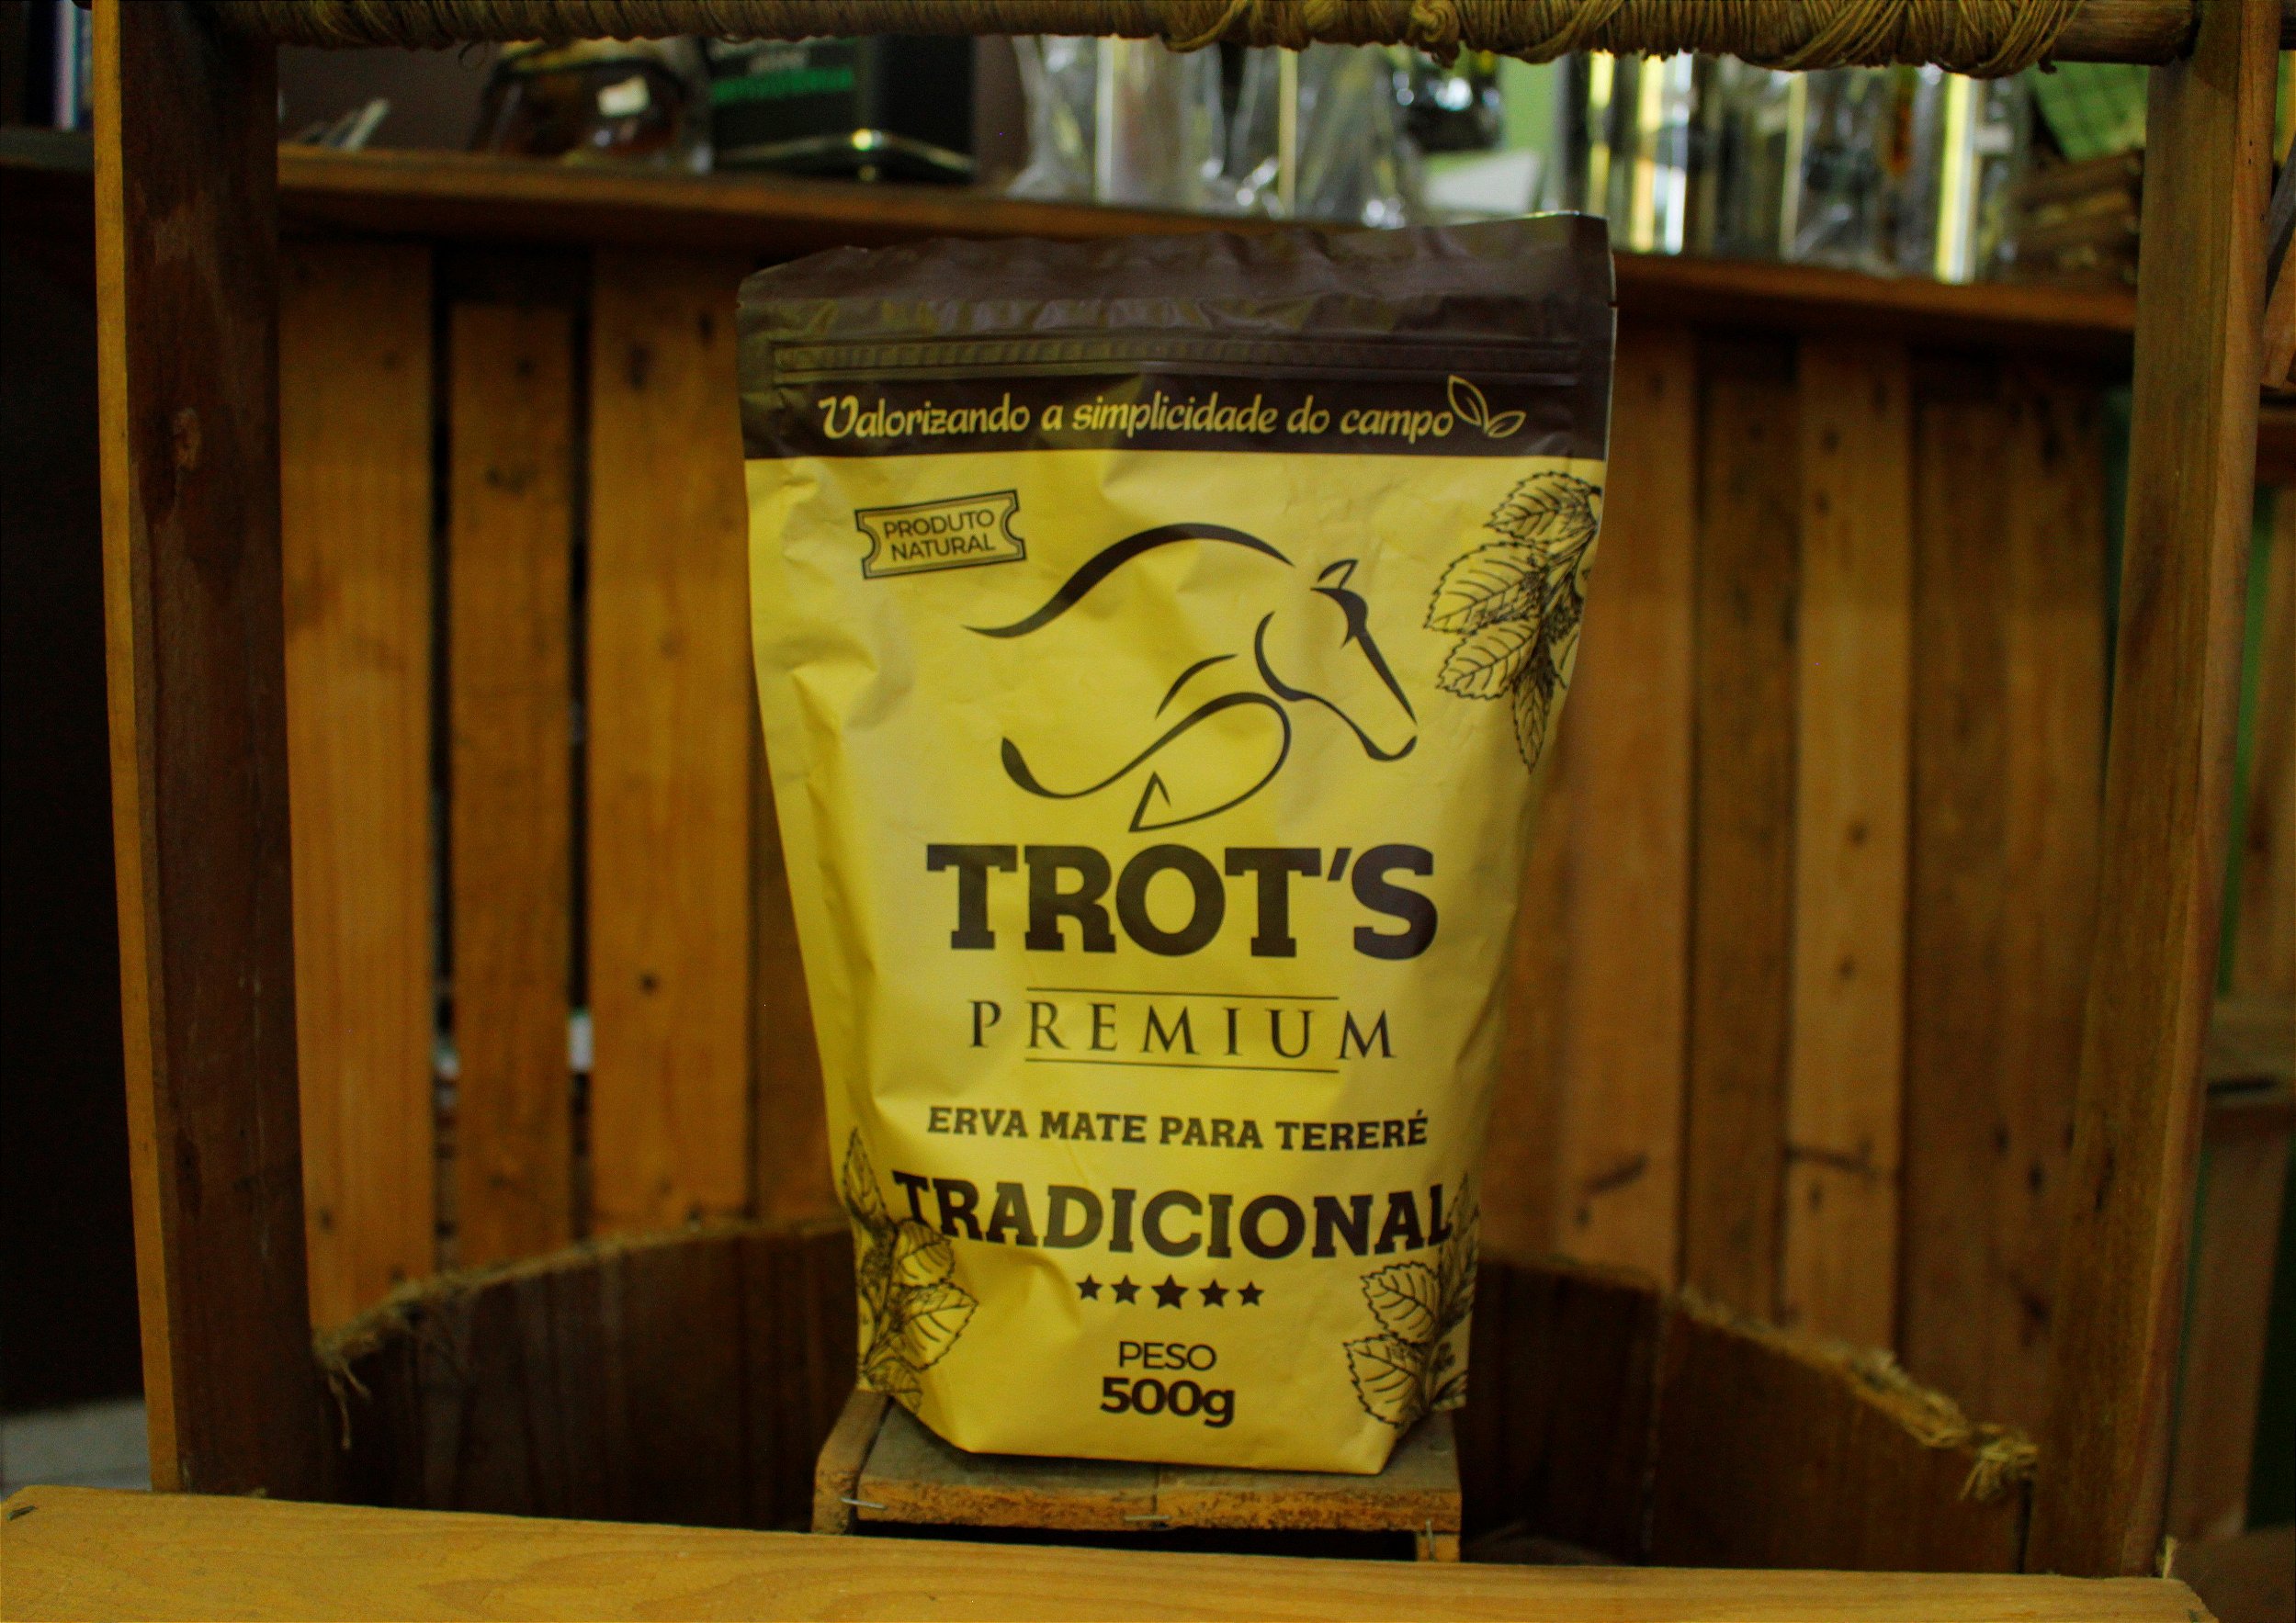 Valorizando a simplicidade do campo
PRODUTO
NATURAL
TROT'S
PREMIUM
ERVA MATE PARA TERERÉ
TRADICIONAL
PESO
500g